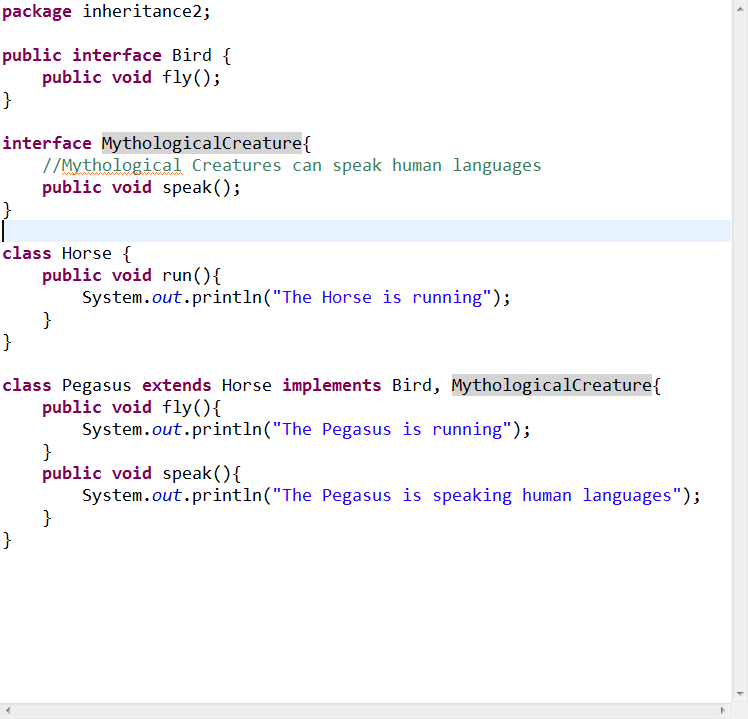 package inheritance2;
public interface Bird {
    public void fly();
}
interface MythologicalCreature{
    //Mythological Creatures can speak human languages
    public void speak();
}
class Horse {
    public void run(){
        System.out.println("The Horse is running");
    }
}
class Pegasus extends Horse implements Bird, MythologicalCreature{
    public void fly(){
        System.out.println("The Pegasus is running");
    }
    public void speak(){
        System.out.println("The Pegasus is speaking human languages");
    }
}